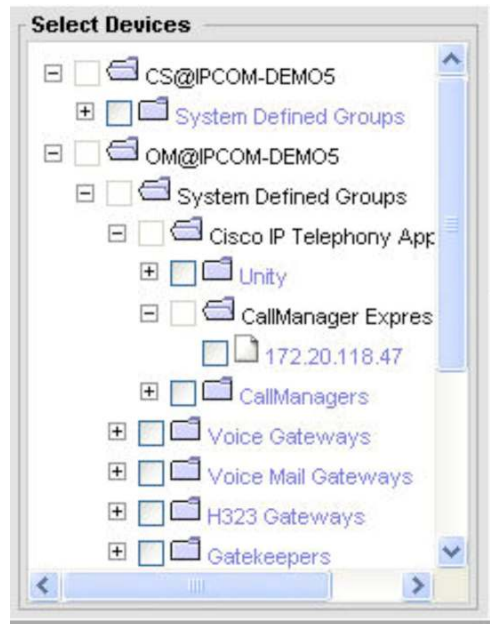 Select Devices
CS@IPCOM-DEMO5
System Defined Groups
OM@IPCOM-DEMO5
System Defined Groups
Cisco IP Telephony App
Unity
CallManager Expres
172.20.118.47
CallManagers
Voice Gateways
Voice Mail Gateways
H323 Gateways
Gatekeepers